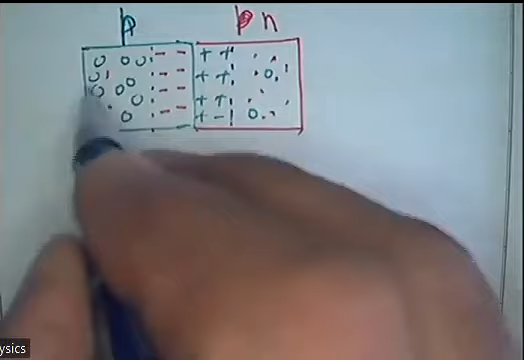 p n
+ +
+ +
+ +
+ -
ysics